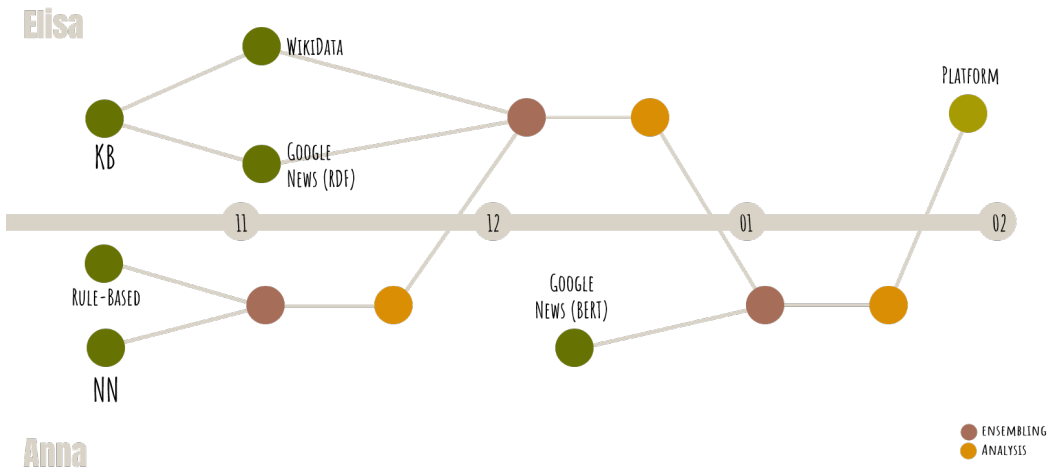 Elisa
WikiData
Platform
KB
Google
News (RDF)
11
12
01
02
Rule-Based
Google
News (BERT)
NN
ensembling
Analysis
Anna